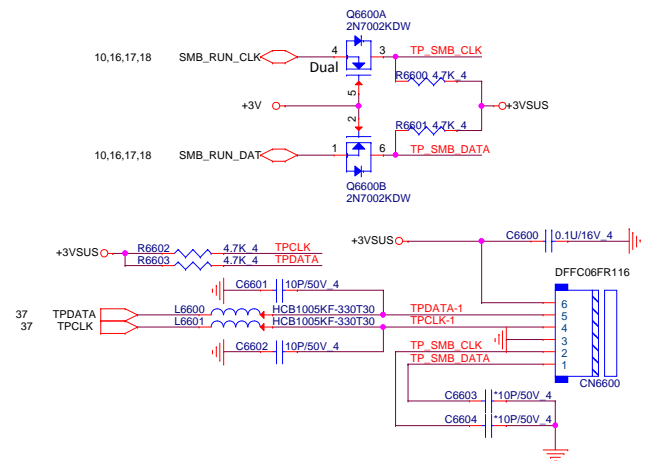 Q6600A
2N7002KDW
10,16,17,18 SMB_RUN_CLK 4 3 TP_SMB_CLK
Dual
R6600 4.7K_4
5
+3V +3VSUS
2
R6601 4.7K_4
10,16,17,18 SMB_RUN_DAT 1 6 TP_SMB_DATA
Q6600B
2N7002KDW
+3VSUS R6602 4.7K_4 TPCLK
R6603 4.7K_4 TPDATA
+3VSUS C6600 0.1U/16V_4
DFFC06FR116
C6601 10P/50V_4
37 TPDATA L6600 HCB1005KF-330T30 TPDATA-1
37 TPCLK L6601 HCB1005KF-330T30 TPCLK-1
6
5
4
3
2
1
C6602 10P/50V_4
TP_SMB_CLK
TP_SMB_DATA
CN6600
C6603 *10P/50V_4
C6604 *10P/50V_4